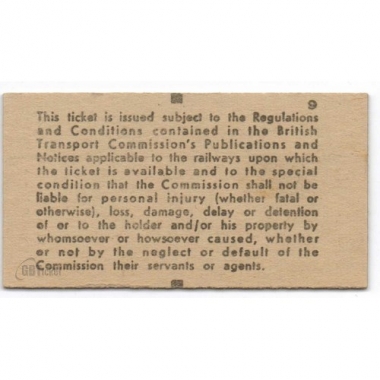 9
This ticket is issued subject to the Regulations
and Conditions contained in the British
Transport Commission's Publications and
Notices applicable to the railways upon which
the ticket is available and to the special
condition that the Commission shall not be
liable for personal injury (whether fatal or
otherwise), loss, damage, delay or detention
of or to the holder and/or his property by
whomsoever or howsoever caused, whether
or not by the neglect or default of the
Commission their servants or agents.
GBTicket